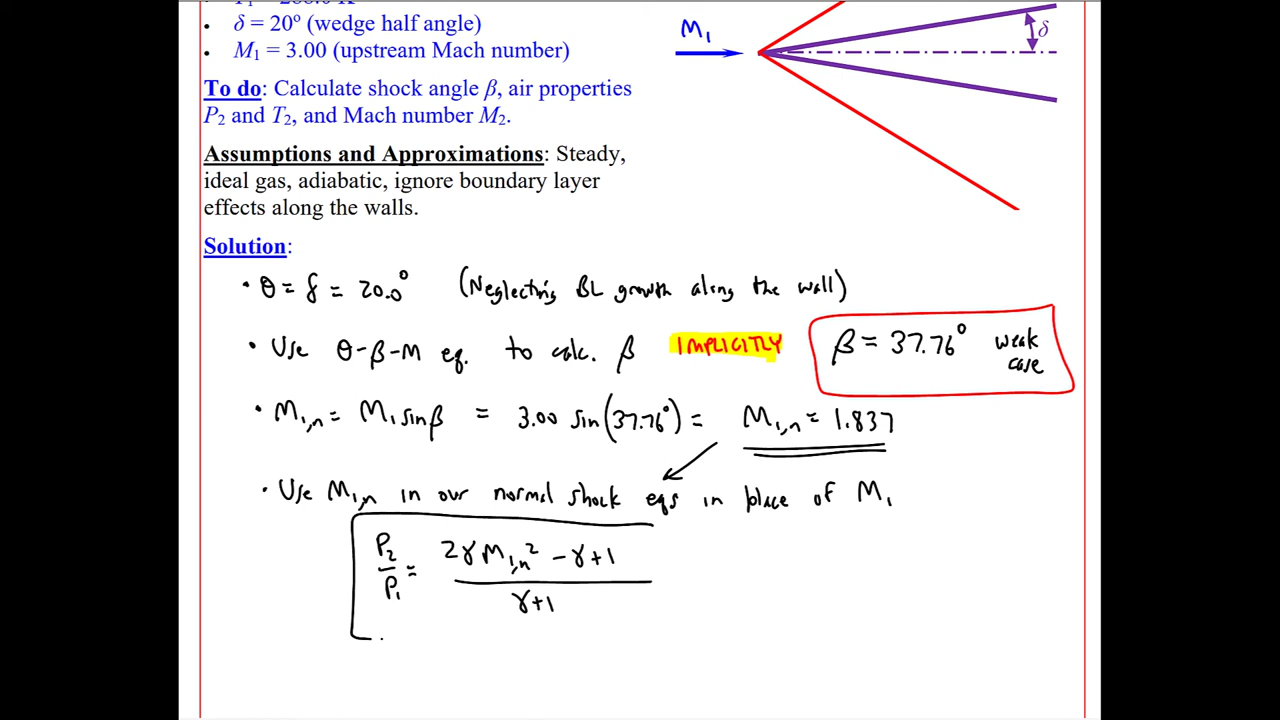 • δ = 20° (wedge half angle)
• M₁ = 3.00 (upstream Mach number)
To do: Calculate shock angle β, air properties
P₂ and T₂, and Mach number M₂.
Assumptions and Approximations: Steady,
ideal gas, adiabatic, ignore boundary layer
effects along the walls.
M₁
δ
Solution:
• θ = δ = 20.0° (Neglecting BL growth along the wall)
• Use θ-β-M eq. to calc. β IMPLICITLY
β = 37.76° weak
case
• M₁,n = M₁ sinβ = 3.00 sin(37.76°) = M₁,n = 1.837
• Use M₁,n in our normal shock eqs in place of M₁
P₂/P₁ = (2γM₁,n² - γ+1)/(γ+1)